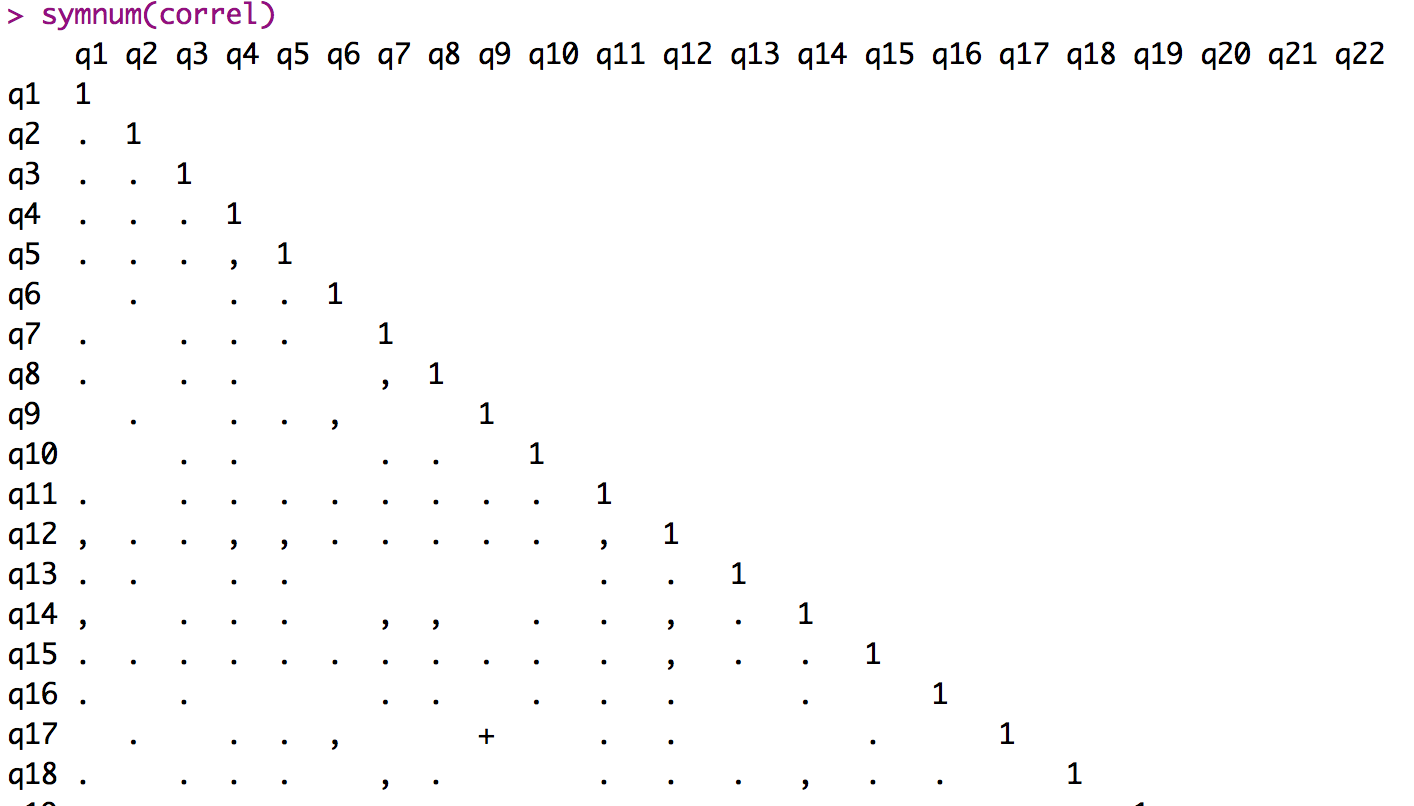 > symnum(correl)
   q1 q2 q3 q4 q5 q6 q7 q8 q9 q10 q11 q12 q13 q14 q15 q16 q17 q18 q19 q20 q21 q22
q1  1
q2  .  1
q3  .  .  1
q4  .  .  .  1
q5  .  .  .  ,  1
q6     .     .  .  1
q7  .     .  .  .     1
q8  .     .  .        ,  1
q9     .     .  .  ,        1
q10       .  .        .  .     1
q11 .     .  .  .  .  .  .  .  .   1
q12 ,  .  .  ,  ,  .  .  .  .  .   ,   1
q13 .  .     .  .                  .   .   1
q14 ,     .  .  .     ,  ,     .   .   ,   .   1
q15 .  .  .  .  .  .  .  .  .  .   .   ,   .   .   1
q16 .     .           .  .     .   .   .       .       1
q17    .     .  .  ,        +      .   .           .       1
q18 .     .  .  .     ,  .         .   .   .   ,   .   .       1